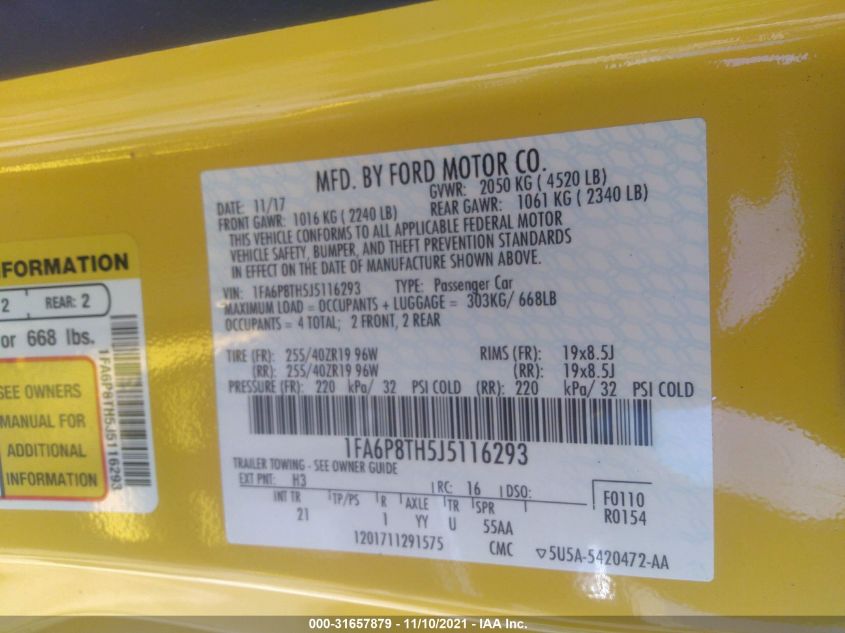 FORMATION
2 REAR: 2
or 668 lbs.
SEE OWNERS
MANUAL FOR
ADDITIONAL
INFORMATION
1FA6P8TH5J5116293
MFD. BY FORD MOTOR CO.
DATE: 11/17 GVWR: 2050 KG ( 4520 LB)
FRONT GAWR: 1016 KG ( 2240 LB) REAR GAWR: 1061 KG ( 2340 LB)
THIS VEHICLE CONFORMS TO ALL APPLICABLE FEDERAL MOTOR
VEHICLE SAFETY, BUMPER, AND THEFT PREVENTION STANDARDS
IN EFFECT ON THE DATE OF MANUFACTURE SHOWN ABOVE.
VIN: 1FA6P8TH5J5116293 TYPE: Passenger Car
MAXIMUM LOAD = OCCUPANTS + LUGGAGE = 303KG/ 668LB
OCCUPANTS = 4 TOTAL; 2 FRONT, 2 REAR
TIRE (FR): 255/40ZR19 96W RIMS (FR): 19x8.5J
(RR): 255/40ZR19 96W (RR): 19x8.5J
PRESSURE (FR): 220 kPa/ 32 PSI COLD (RR): 220 kPa/ 32 PSI COLD
1FA6P8TH5J5116293
TRAILER TOWING - SEE OWNER GUIDE
EXT PNT: H3 RC: 16 DSO: F0110
INT TR TP/PS R AXLE TR SPR R0154
21 1 YY U 55AA
1201711291575 CMC ▽5U5A-5420472-AA
000-31657879 - 11/10/2021 - IAA Inc.